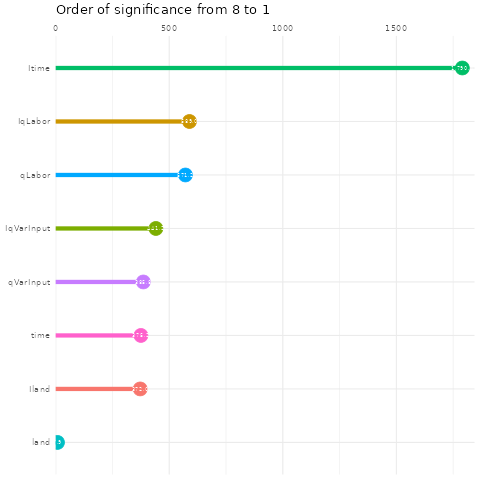 Order of significance from 8 to 1
0 500 1000 1500
ltime
lqLabor
qLabor
lqVarInput
qVarInput
time
lland
land